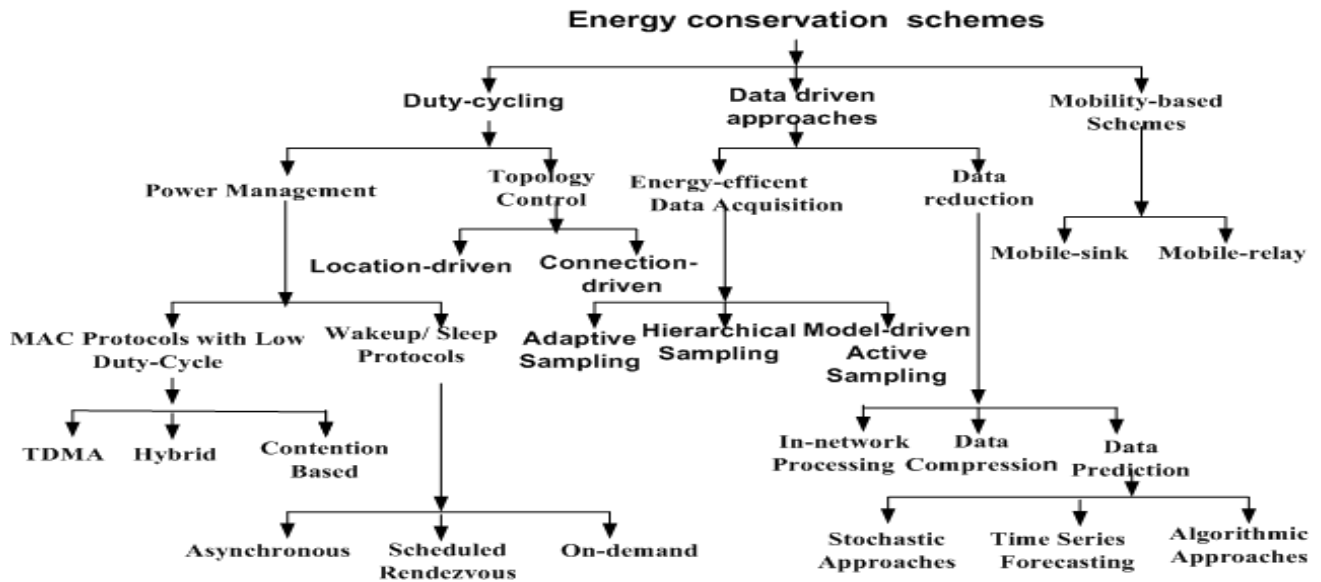 Energy conservation schemes
Duty-cycling
Data driven
approaches
Mobility-based
Schemes
Power Management
Topology
Control
Energy-efficent
Data Acquisition
Data
reduction
Location-driven
Connection-
driven
Mobile-sink
Mobile-relay
MAC Protocols with Low
Duty-Cycle
Wakeup/ Sleep
Protocols
Adaptive
Sampling
Hierarchical
Sampling
Model-driven
Active
Sampling
TDMA
Hybrid
Contention
Based
In-network
Processing
Data
Compression
Data
Prediction
Asynchronous
Scheduled
Rendezvous
On-demand
Stochastic
Approaches
Time Series
Forecasting
Algorithmic
Approaches